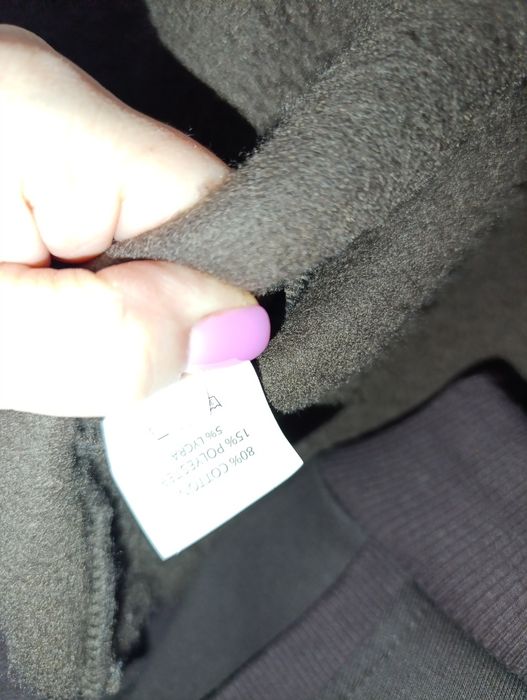 80% COTTON
15% POLYESTER
5% LYCRA